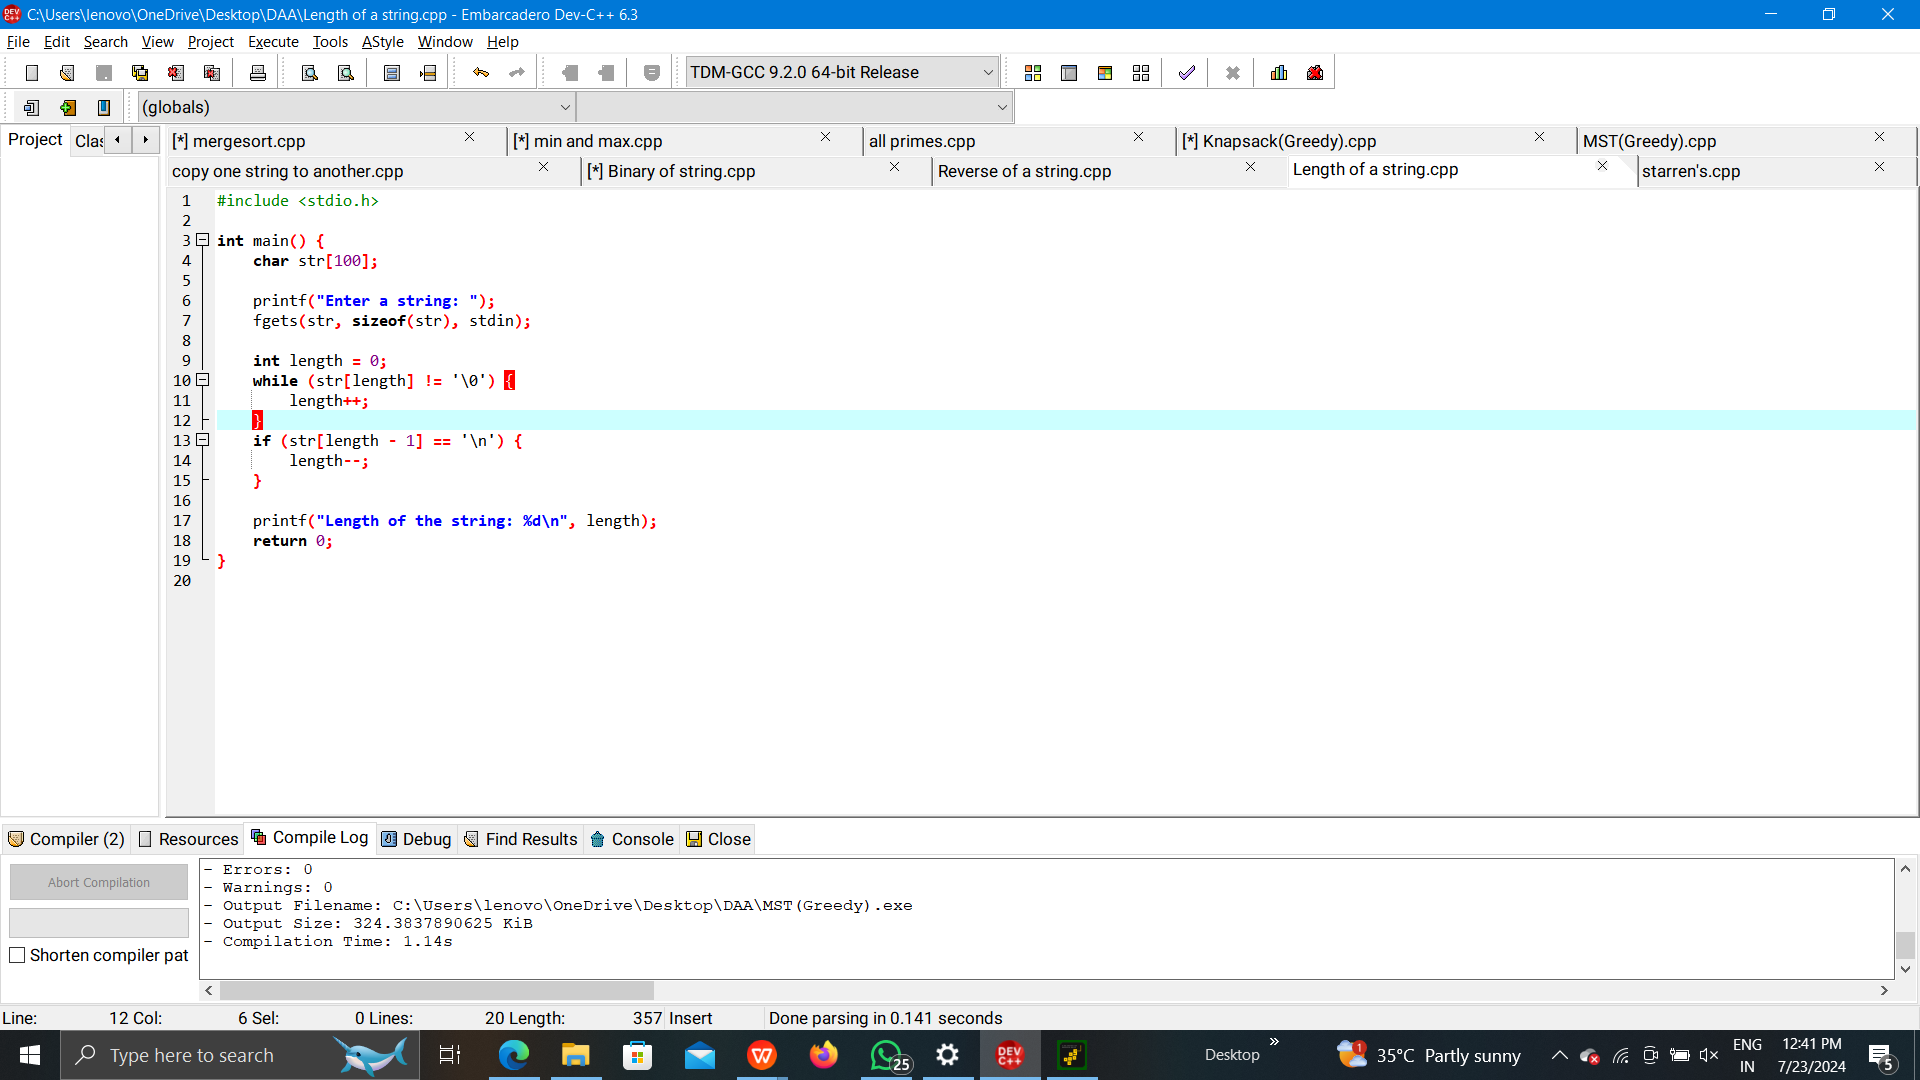 C:\Users\lenovo\OneDrive\Desktop\DAA\Length of a string.cpp - Embarcadero Dev-C++ 6.3
File Edit Search View Project Execute Tools AStyle Window Help
TDM-GCC 9.2.0 64-bit Release
(globals)
Project Clas
[*] mergesort.cpp [*] min and max.cpp all primes.cpp [*] Knapsack(Greedy).cpp MST(Greedy).cpp
copy one string to another.cpp [*] Binary of string.cpp Reverse of a string.cpp Length of a string.cpp starren's.cpp
1 #include <stdio.h>
2
3 int main() {
4 char str[100];
5
6 printf("Enter a string: ");
7 fgets(str, sizeof(str), stdin);
8
9 int length = 0;
10 while (str[length] != '\0') {
11 length++;
12 }
13 if (str[length - 1] == '\n') {
14 length--;
15 }
16
17 printf("Length of the string: %d\n", length);
18 return 0;
19 }
20
Compiler (2) Resources Compile Log Debug Find Results Console Close
Abort Compilation
Shorten compiler pat
- Errors: 0
- Warnings: 0
- Output Filename: C:\Users\lenovo\OneDrive\Desktop\DAA\MST(Greedy).exe
- Output Size: 324.3837890625 KiB
- Compilation Time: 1.14s
Line: 12 Col: 6 Sel: 0 Lines: 20 Length: 357 Insert Done parsing in 0.141 seconds
Type here to search
DEV C++
25
Desktop
1
35°C Partly sunny
ENG
IN
12:41 PM
7/23/2024
5